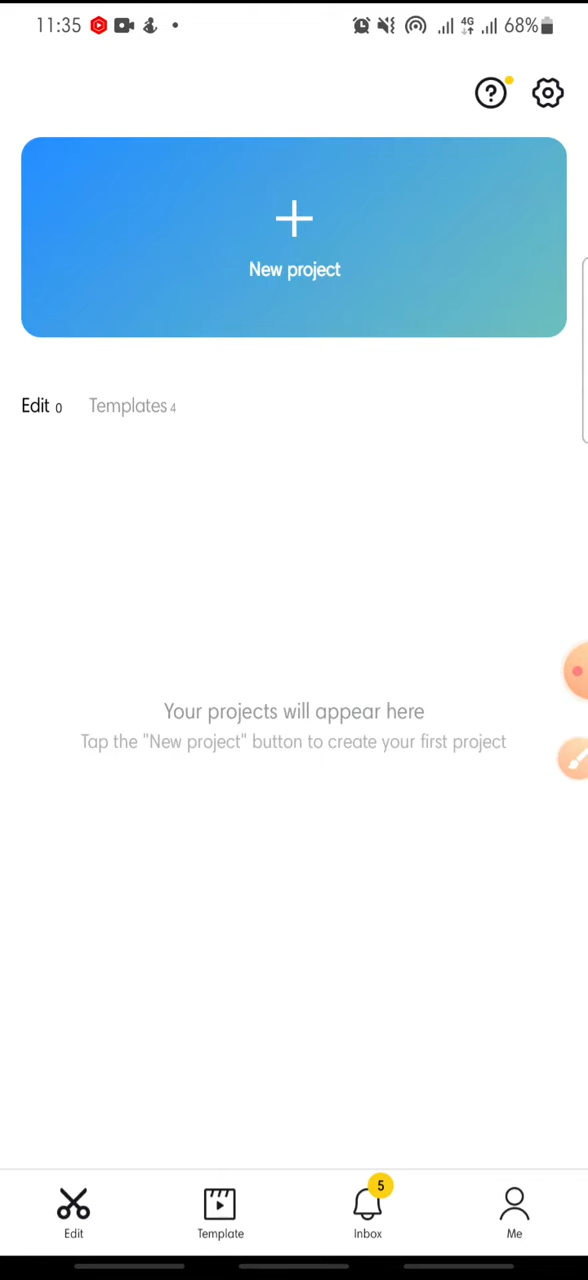 11:35 4G 68%
New project
Edit 0 Templates 4
Your projects will appear here
Tap the "New project" button to create your first project
5
Edit Template Inbox Me